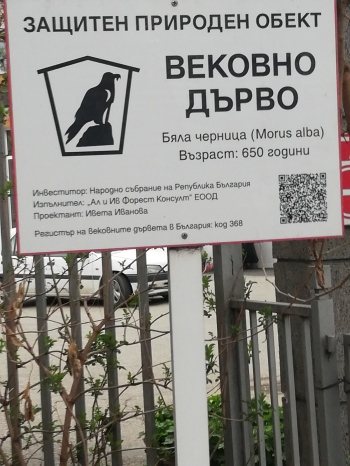 ЗАЩИТЕН ПРИРОДЕН ОБЕКТ
ВЕКОВНО
ДЪРВО
Бяла черница (Morus alba)
Възраст: 650 години
Инвеститор: Народно събрание на Република България
Изпълнител: „Ал и Ив Форест Консулт" ЕООД
Проектант: Ивета Иванова
Регистър на вековните дървета в България: код 368